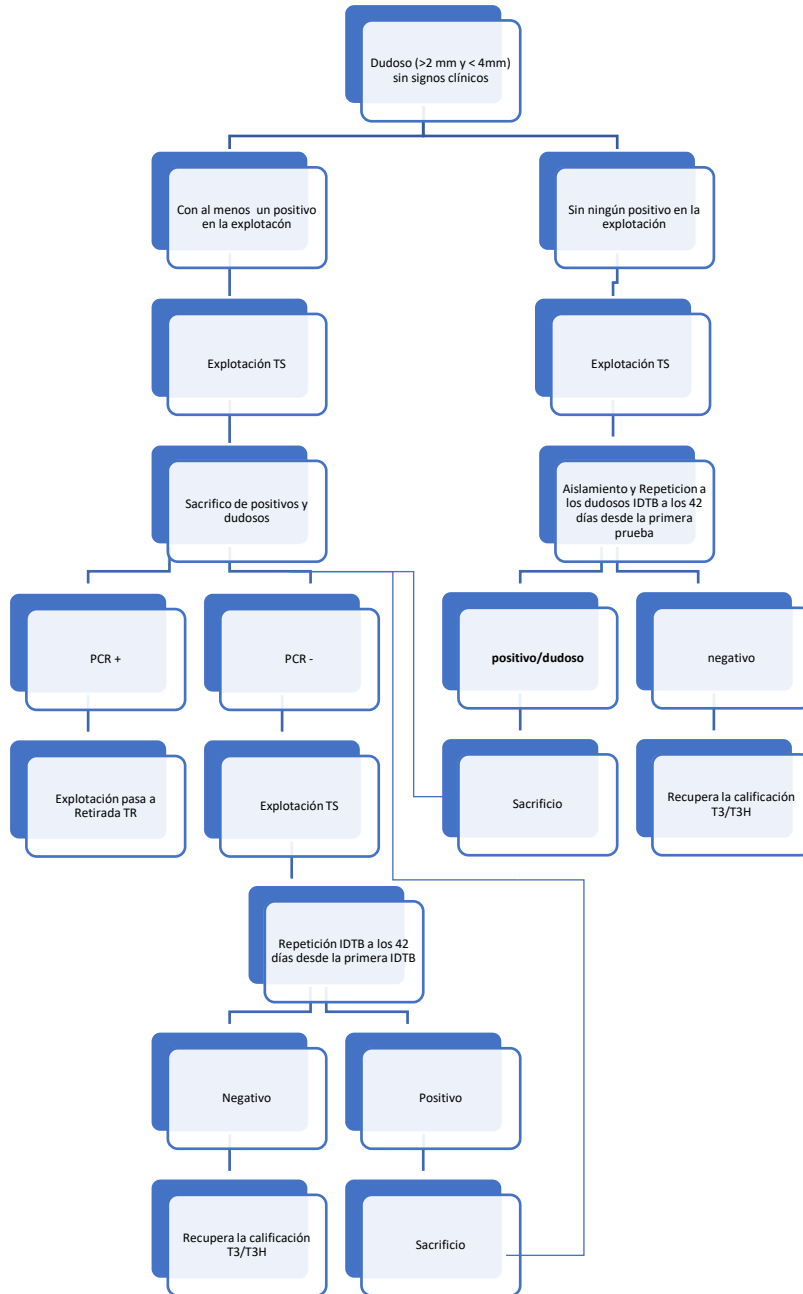 Dudoso (>2 mm y < 4mm)
sin signos clínicos
Con al menos un positivo
en la explotacón
Sin ningún positivo en la
explotación
Explotación TS
Explotación TS
Sacrifico de positivos y
dudosos
Aislamiento y Repeticion a
los dudosos IDTB a los 42
días desde la primera
prueba
PCR +
PCR -
positivo/dudoso
negativo
Explotación pasa a
Retirada TR
Explotación TS
Sacrificio
Recupera la calificación
T3/T3H
Repetición IDTB a los 42
días desde la primera IDTB
Negativo
Positivo
Recupera la calificación
T3/T3H
Sacrificio